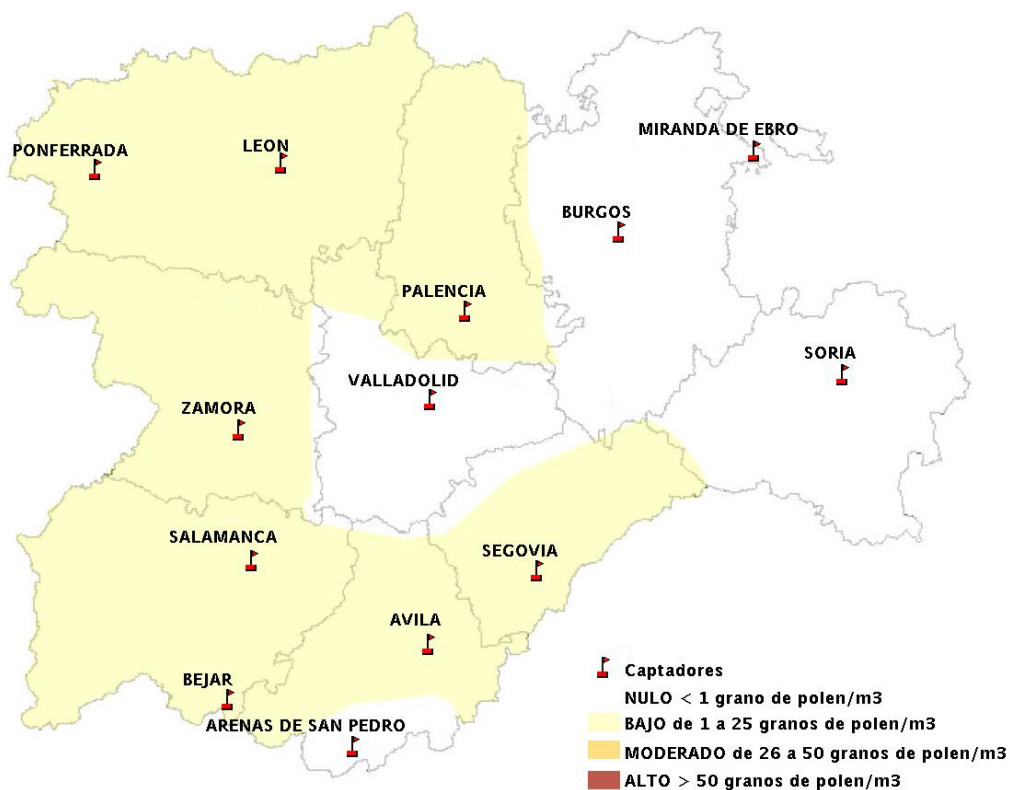 MIRANDA DE EBRO
PONFERRADA
LEON
BURGOS
PALENCIA
SORIA
VALLADOLID
ZAMORA
SALAMANCA
SEGOVIA
AVILA
BEJAR
ARENAS DE SAN PEDRO
Captadores
NULO < 1 grano de polen/m3
BAJO de 1 a 25 granos de polen/m3
MODERADO de 26 a 50 granos de polen/m3
ALTO > 50 granos de polen/m3